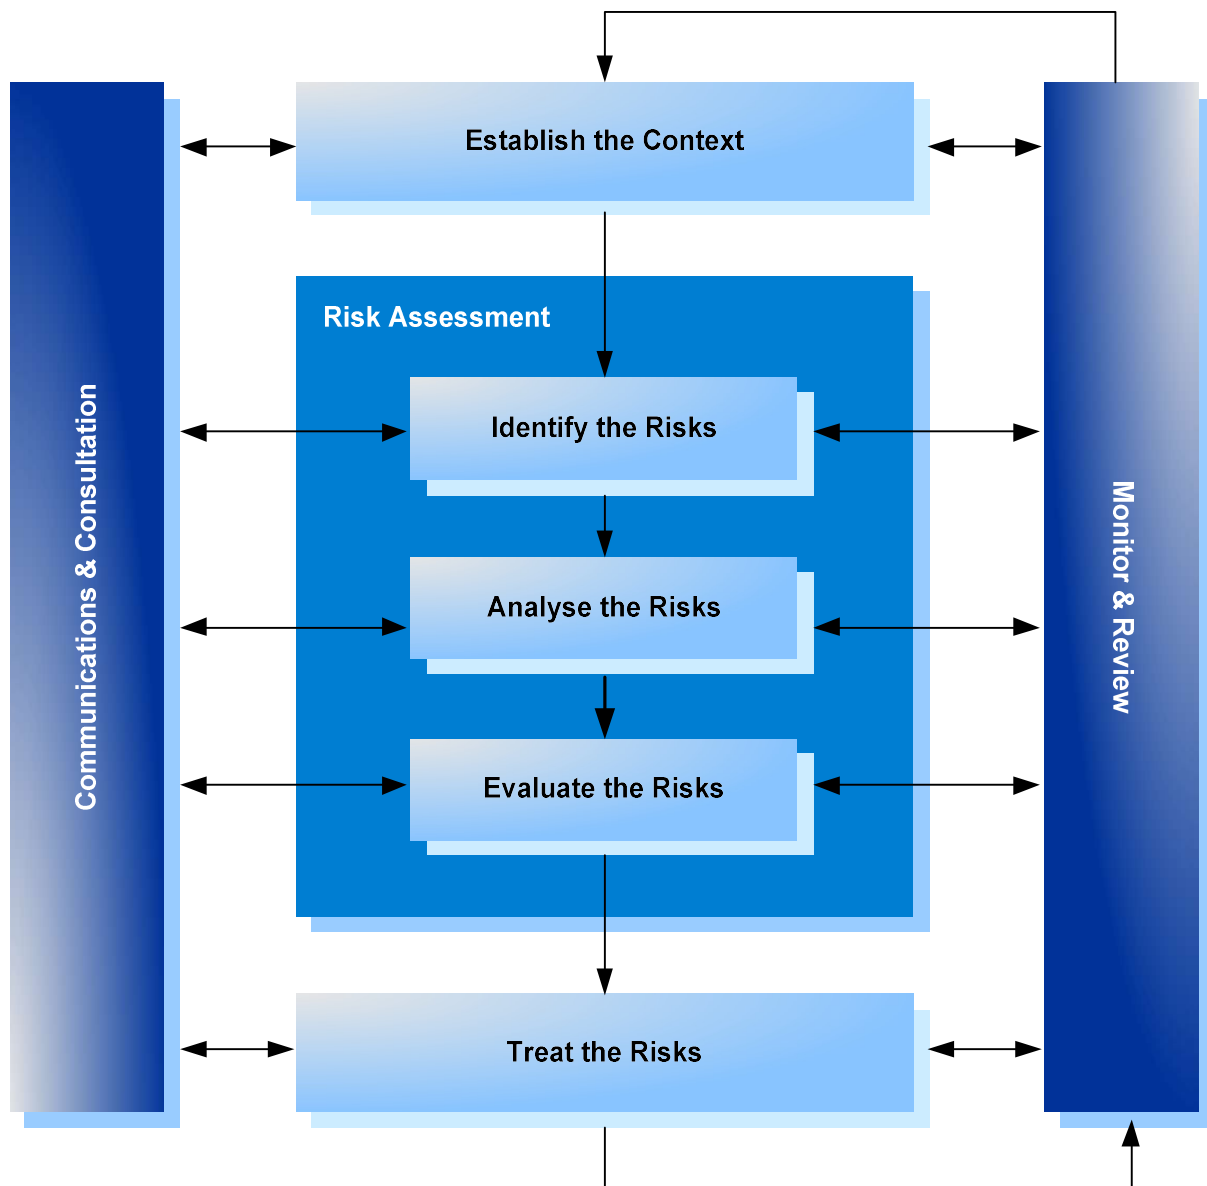 Establish the Context
Risk Assessment
Identify the Risks
Analyse the Risks
Evaluate the Risks
Treat the Risks
Communications & Consultation
Monitor & Review